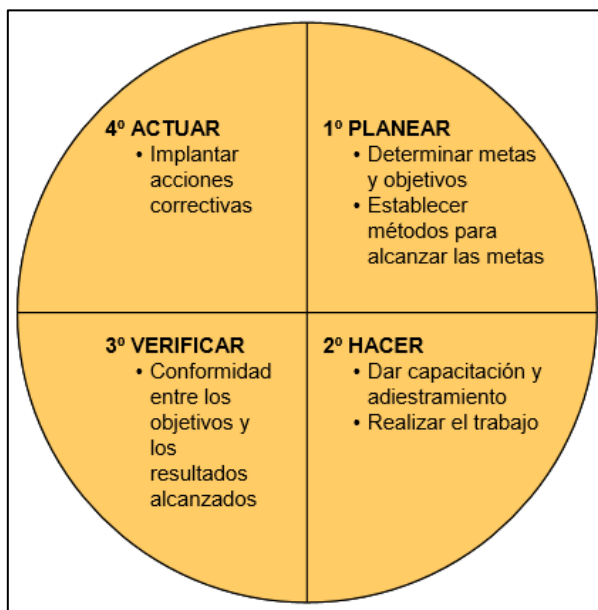 4º ACTUAR
• Implantar
acciones
correctivas
1º PLANEAR
• Determinar metas
y objetivos
• Establecer
métodos para
alcanzar las metas
3º VERIFICAR
• Conformidad
entre los
objetivos y
los
resultados
alcanzados
2º HACER
• Dar capacitación y
adiestramiento
• Realizar el trabajo